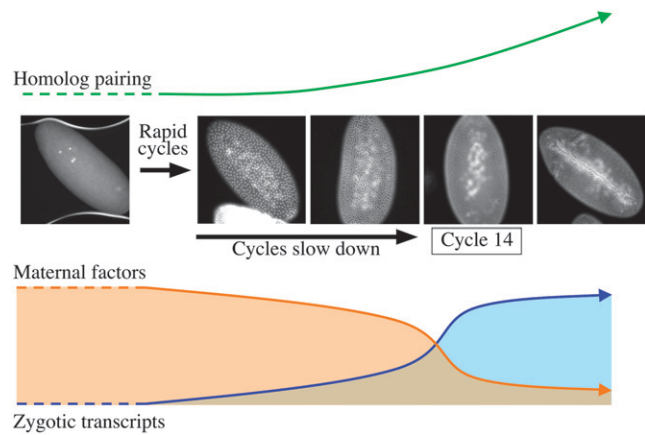 Homolog pairing
Rapid
cycles
Cycles slow down
Cycle 14
Maternal factors
Zygotic transcripts